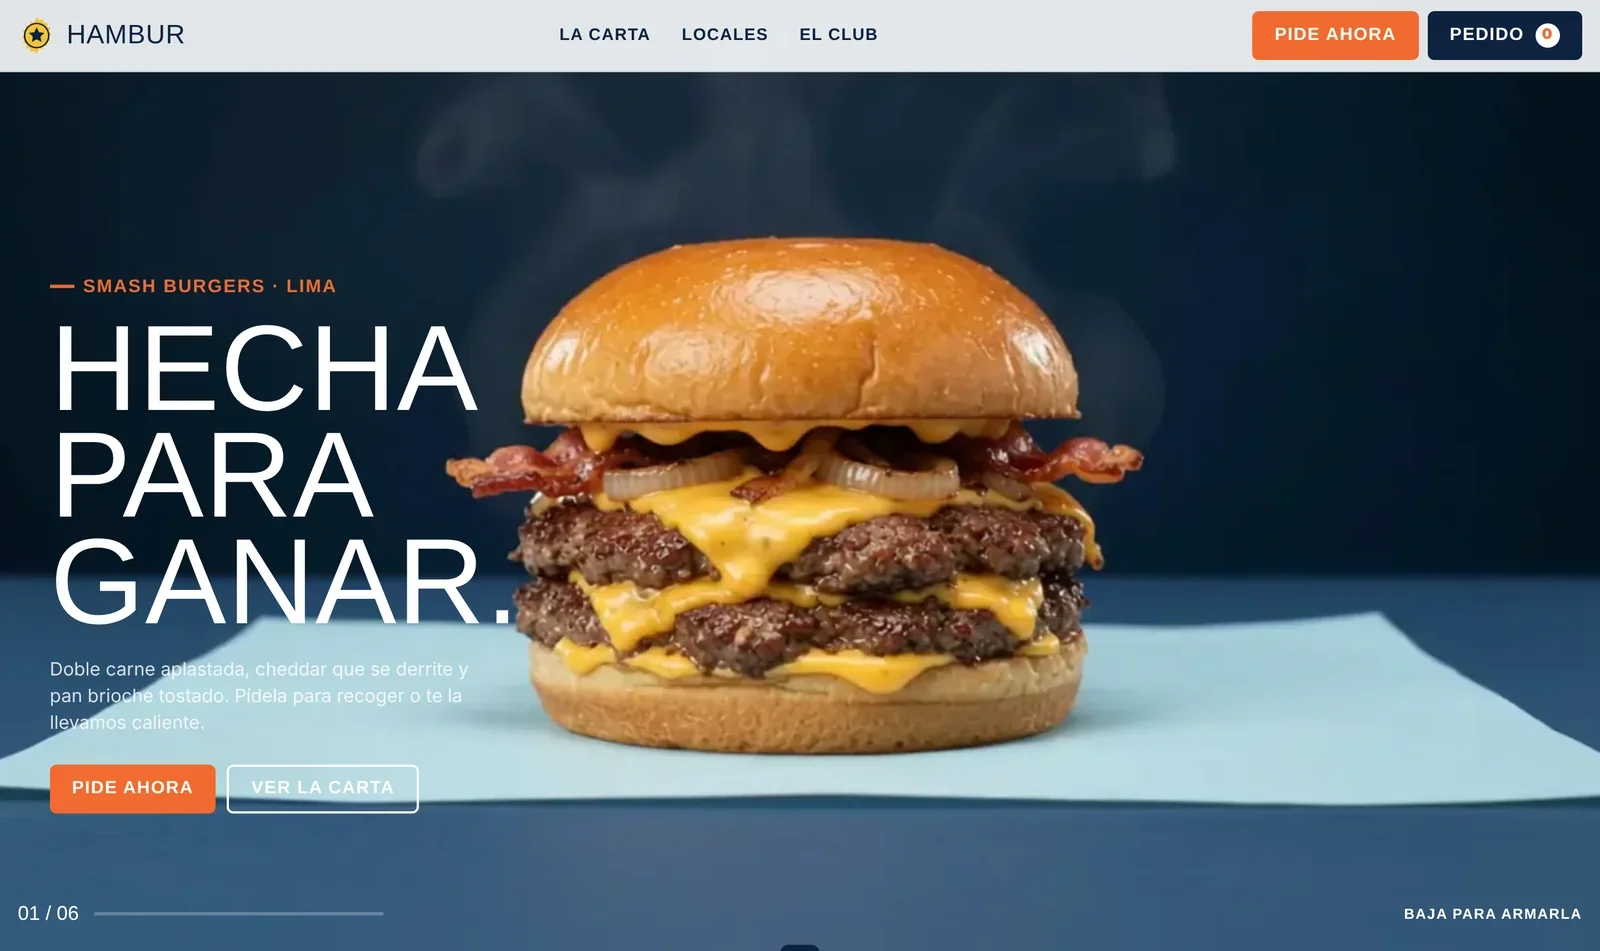 HAMBUR
LA CARTA
LOCALES
EL CLUB
PIDE AHORA
PEDIDO 0
SMASH BURGERS · LIMA
HECHA
PARA
GANAR.
Doble carne aplastada, cheddar que se derrite y
pan brioche tostado. Pídela para recoger o te la
llevamos caliente.
PIDE AHORA
VER LA CARTA
01 / 06
BAJA PARA ARMARLA